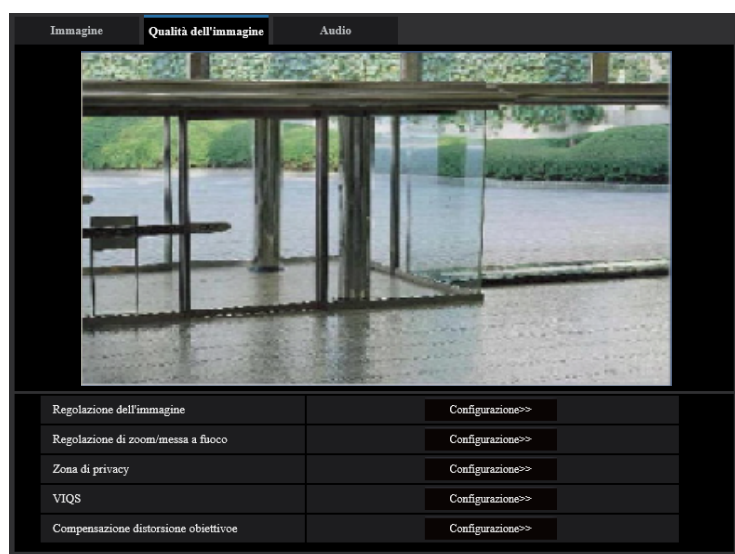 Immagine Qualità dell'immagine Audio
Regolazione dell'immagine Configurazione>>
Regolazione di zoom/messa a fuoco Configurazione>>
Zona di privacy Configurazione>>
VIQS Configurazione>>
Compensazione distorsione obiettivoe Configurazione>>